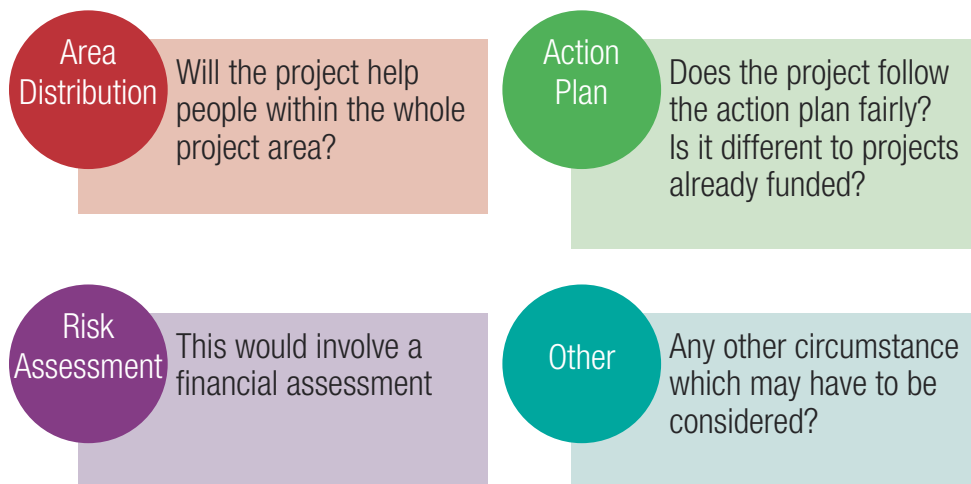 Area
Distribution
Will the project help
people within the whole
project area?
Action
Plan
Does the project follow
the action plan fairly?
Is it different to projects
already funded?
Risk
Assessment
This would involve a
financial assessment
Other
Any other circumstance
which may have to be
considered?